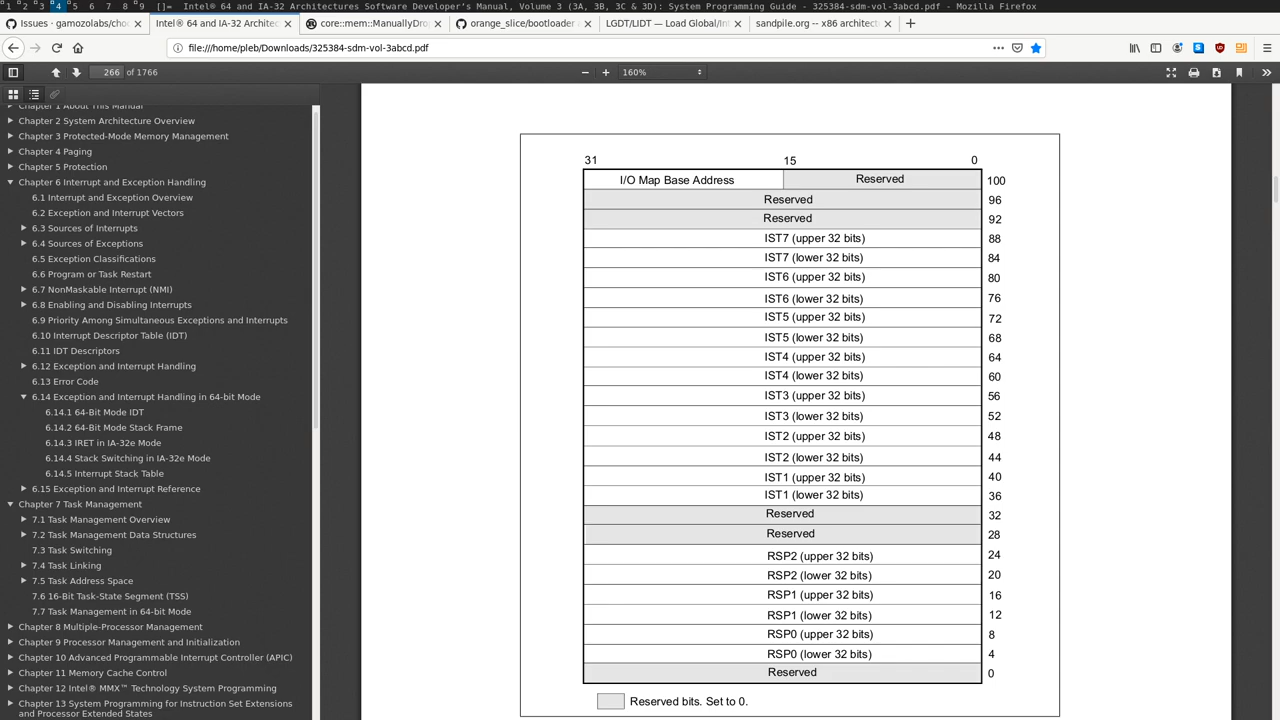 1 2 3 4 5 6 7 8 9 []= Intel® 64 and IA-32 Architectures Software Developer's Manual, Volume 3 (3A, 3B, 3C & 3D): System Programming Guide - 325384-sdm-vol-3abcd.pdf - Mozilla Firefox
Issues · gamozolabs/choc
Intel® 64 and IA-32 Architec
core::mem::ManuallyDrop
orange_slice/bootloader
LGDT/LIDT — Load Global/Int
sandpile.org -- x86 architect
file:///home/pleb/Downloads/325384-sdm-vol-3abcd.pdf
266 of 1766
160%
Chapter 1 About This Manual
Chapter 2 System Architecture Overview
Chapter 3 Protected-Mode Memory Management
Chapter 4 Paging
Chapter 5 Protection
Chapter 6 Interrupt and Exception Handling
6.1 Interrupt and Exception Overview
6.2 Exception and Interrupt Vectors
6.3 Sources of Interrupts
6.4 Sources of Exceptions
6.5 Exception Classifications
6.6 Program or Task Restart
6.7 NonMaskable Interrupt (NMI)
6.8 Enabling and Disabling Interrupts
6.9 Priority Among Simultaneous Exceptions and Interrupts
6.10 Interrupt Descriptor Table (IDT)
6.11 IDT Descriptors
6.12 Exception and Interrupt Handling
6.13 Error Code
6.14 Exception and Interrupt Handling in 64-bit Mode
6.14.1 64-Bit Mode IDT
6.14.2 64-Bit Mode Stack Frame
6.14.3 IRET in IA-32e Mode
6.14.4 Stack Switching in IA-32e Mode
6.14.5 Interrupt Stack Table
6.15 Exception and Interrupt Reference
Chapter 7 Task Management
7.1 Task Management Overview
7.2 Task Management Data Structures
7.3 Task Switching
7.4 Task Linking
7.5 Task Address Space
7.6 16-Bit Task-State Segment (TSS)
7.7 Task Management in 64-bit Mode
Chapter 8 Multiple-Processor Management
Chapter 9 Processor Management and Initialization
Chapter 10 Advanced Programmable Interrupt Controller (APIC)
Chapter 11 Memory Cache Control
Chapter 12 Intel® MMX™ Technology System Programming
Chapter 13 System Programming for Instruction Set Extensions
and Processor Extended States
31 15 0
I/O Map Base Address Reserved 100
Reserved 96
Reserved 92
IST7 (upper 32 bits) 88
IST7 (lower 32 bits) 84
IST6 (upper 32 bits) 80
IST6 (lower 32 bits) 76
IST5 (upper 32 bits) 72
IST5 (lower 32 bits) 68
IST4 (upper 32 bits) 64
IST4 (lower 32 bits) 60
IST3 (upper 32 bits) 56
IST3 (lower 32 bits) 52
IST2 (upper 32 bits) 48
IST2 (lower 32 bits) 44
IST1 (upper 32 bits) 40
IST1 (lower 32 bits) 36
Reserved 32
Reserved 28
RSP2 (upper 32 bits) 24
RSP2 (lower 32 bits) 20
RSP1 (upper 32 bits) 16
RSP1 (lower 32 bits) 12
RSP0 (upper 32 bits) 8
RSP0 (lower 32 bits) 4
Reserved 0
Reserved bits. Set to 0.